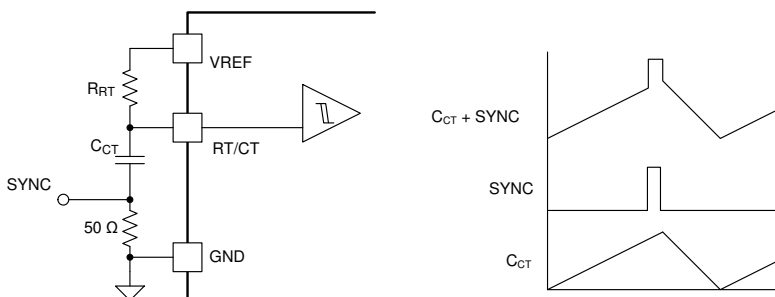 VREF
RRT
CCT
RT/CT
SYNC
50 Ω
GND
CCT + SYNC
SYNC
CCT